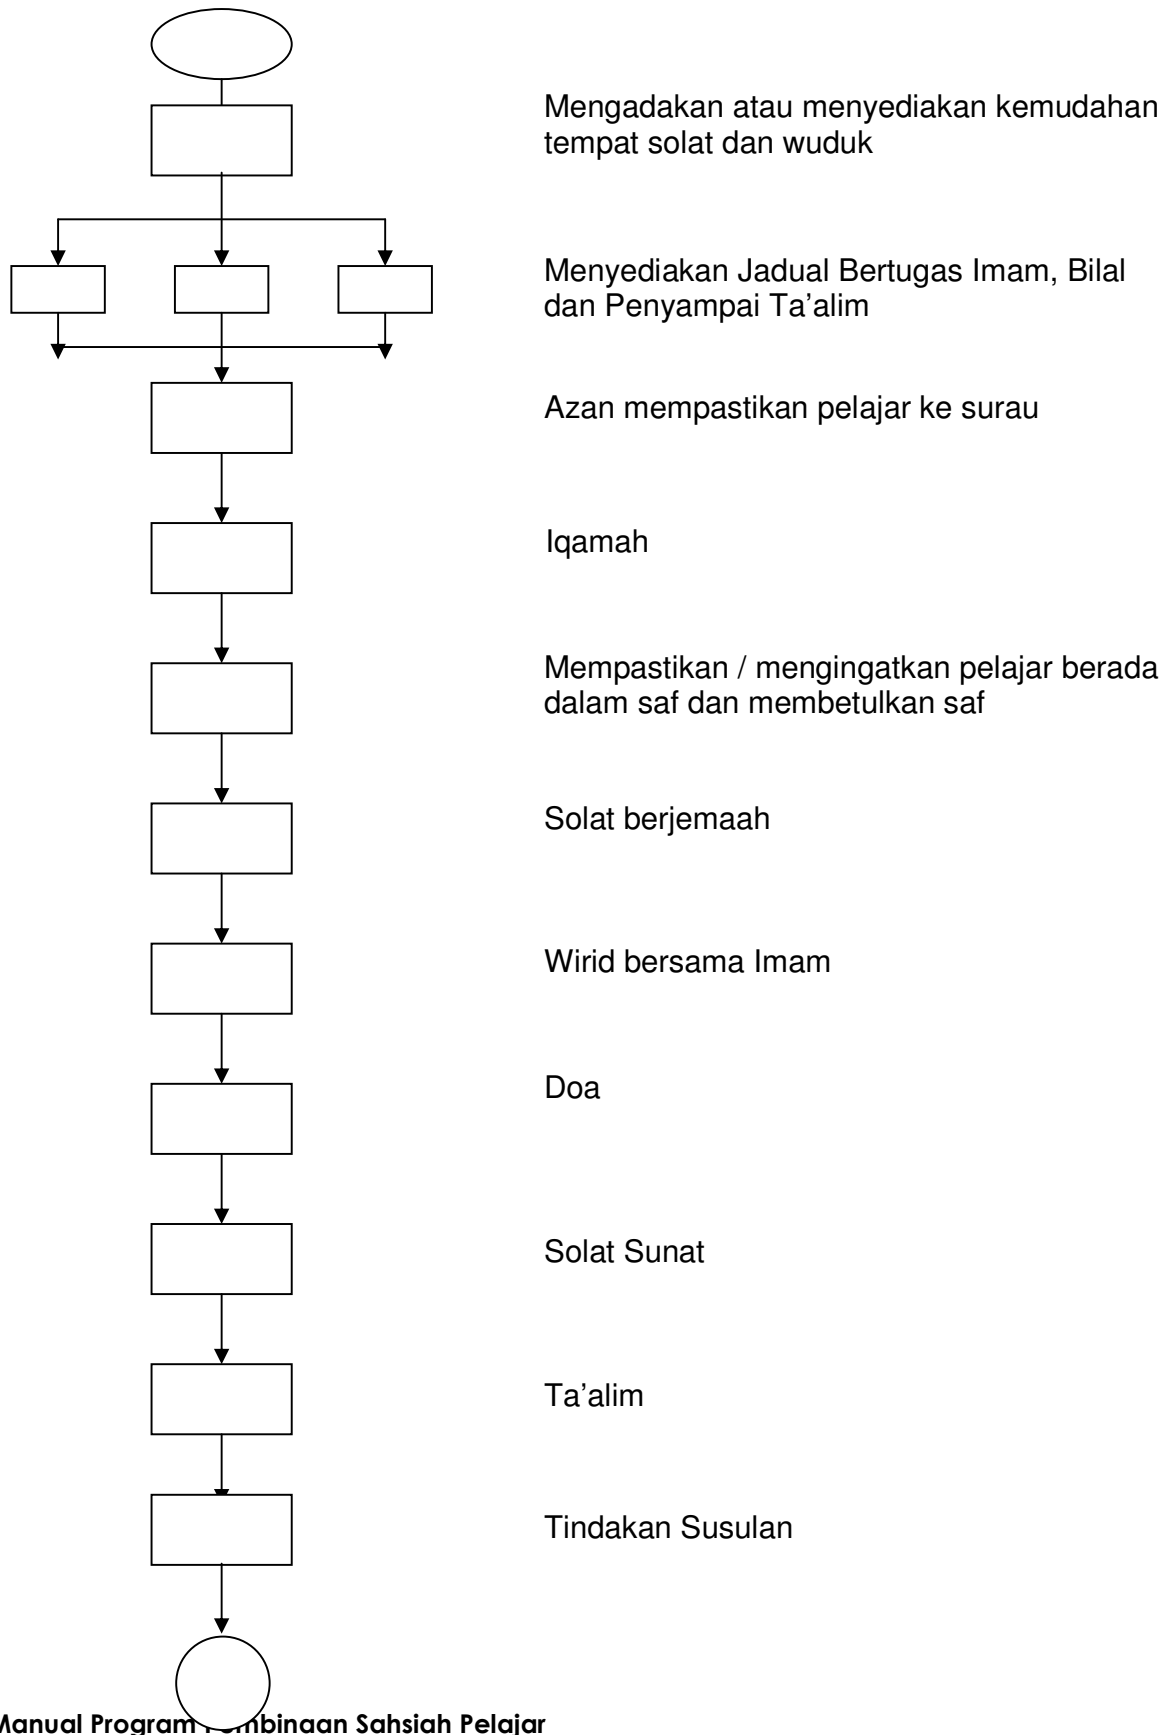 Mengadakan atau menyediakan kemudahan
tempat solat dan wuduk
Menyediakan Jadual Bertugas Imam, Bilal
dan Penyampai Ta’alim
Azan mempastikan pelajar ke surau
Iqamah
Mempastikan / mengingatkan pelajar berada
dalam saf dan membetulkan saf
Solat berjemaah
Wirid bersama Imam
Doa
Solat Sunat
Ta’alim
Tindakan Susulan
Manual Program Pembinaan Sahsiah Pelajar